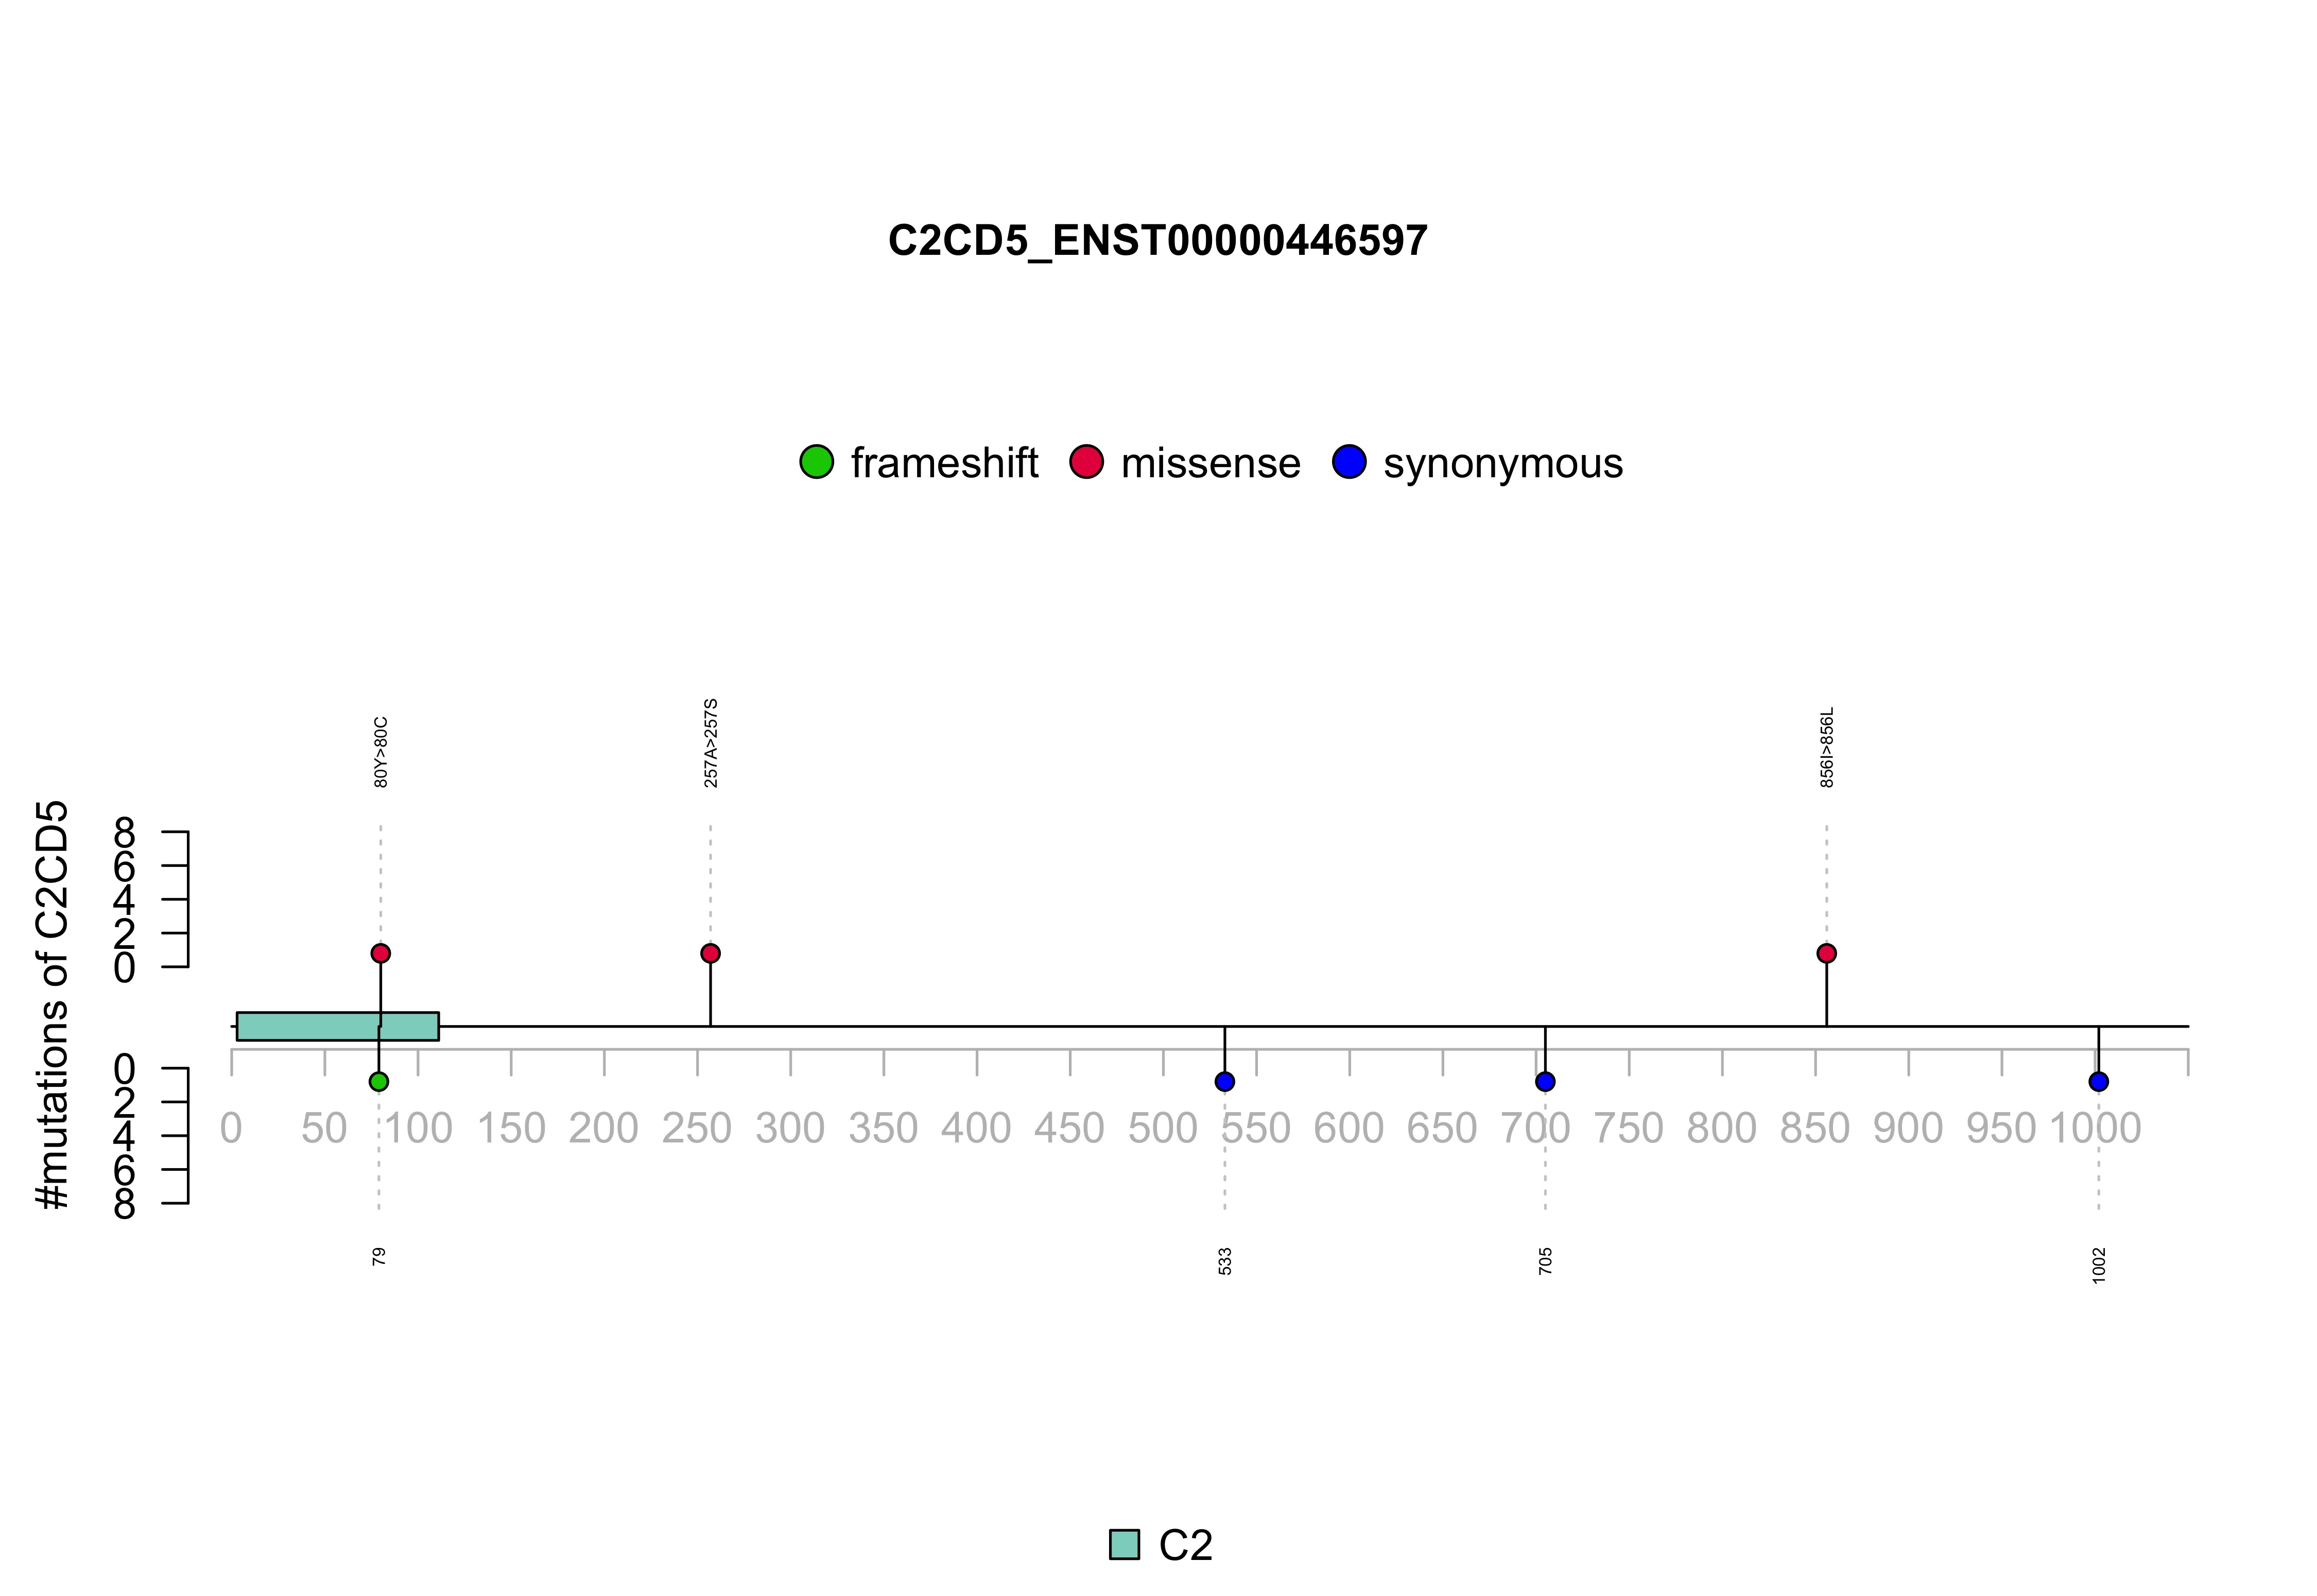 C2CD5_ENST00000446597
frameshift missense synonymous
80Y>80C
257A>257S
856I>856L
#mutations of C2CD5
8
6
4
2
0
0
2
4
6
8
0 50 100 150 200 250 300 350 400 450 500 550 600 650 700 750 800 850 900 950 1000
79
533
705
1002
C2